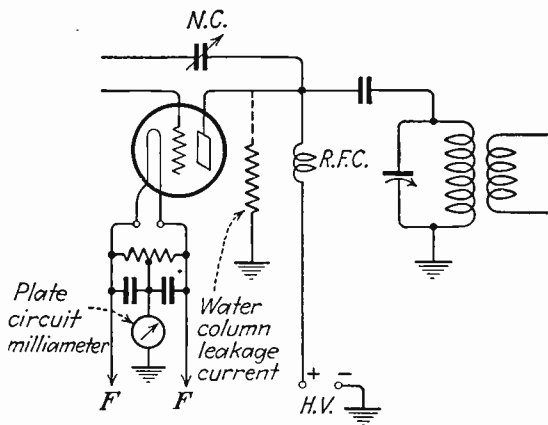 N.C.
R.F.C.
Plate
circuit
milliameter
Water
column
leakage
current
+ −
H.V.
F F